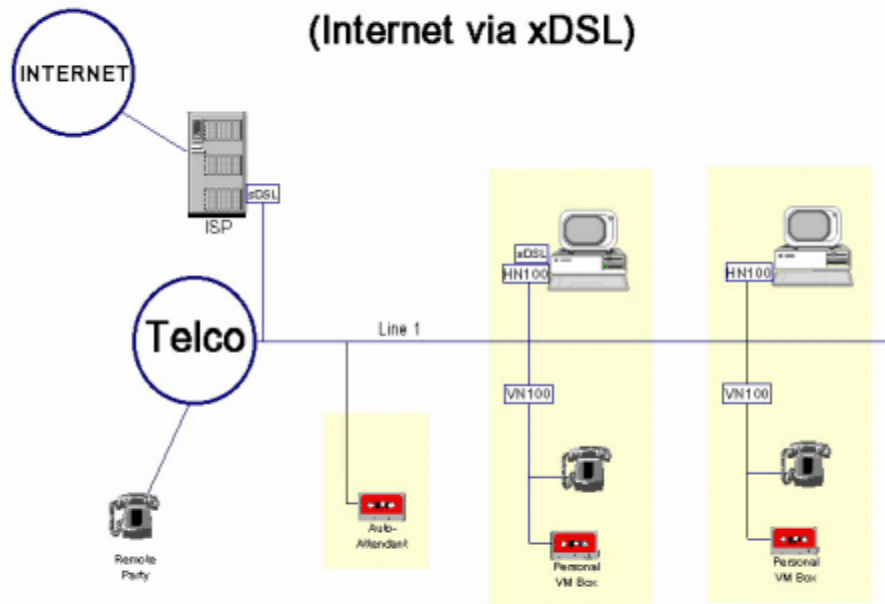 (Internet via xDSL)
INTERNET
xDSL
ISP
xDSL
HN100
HN100
Telco
Line 1
VN100
VN100
Auto-
Attendant
Remote
Party
Personal
VM Box
Personal
VM Box